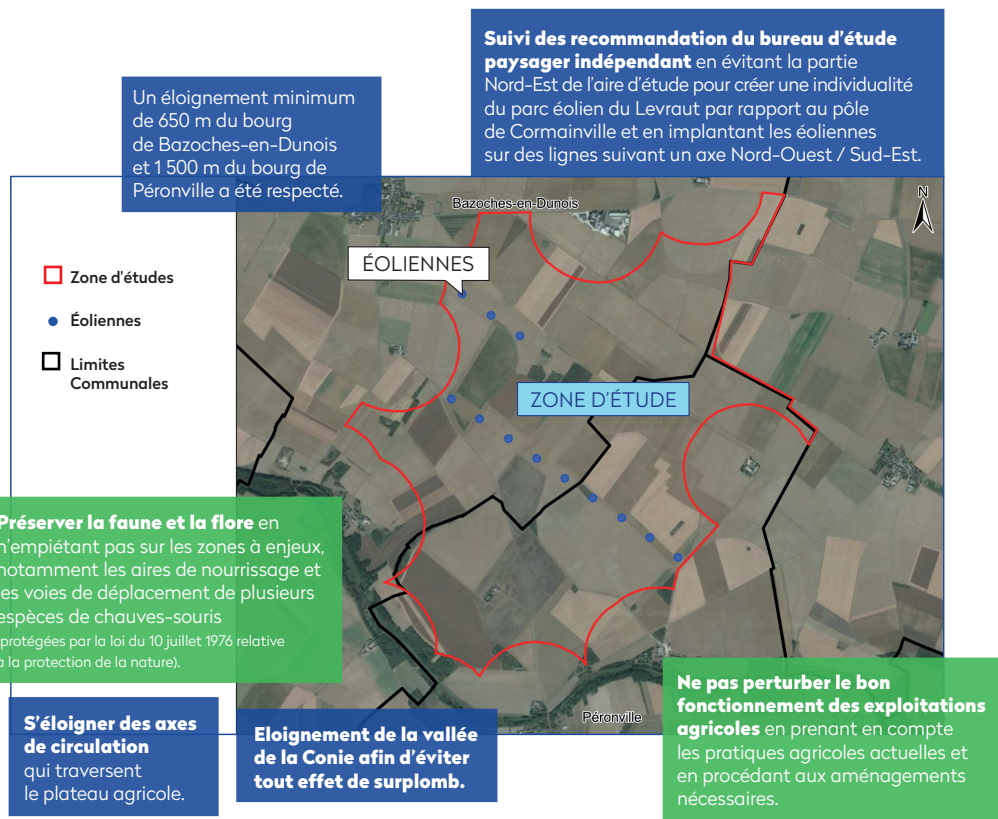 Suivi des recommandation du bureau d'étude
paysager indépendant en évitant la partie
Nord-Est de l'aire d'étude pour créer une individualité
du parc éolien du Levraut par rapport au pôle
de Cormainville et en implantant les éoliennes
sur des lignes suivant un axe Nord-Ouest / Sud-Est.
Un éloignement minimum
de 650 m du bourg
de Bazoches-en-Dunois
et 1 500 m du bourg de
Péronville a été respecté.
N
Bazoches-en-Dunois
ÉOLIENNES
Zone d'études
Éoliennes
Limites
Communales
ZONE D'ÉTUDE
Préserver la faune et la flore en
n'empiétant pas sur les zones à enjeux,
notamment les aires de nourrissage et
les voies de déplacement de plusieurs
espèces de chauves-souris
(protégées par la loi du 10 juillet 1976 relative
à la protection de la nature).
Péronville
S'éloigner des axes
de circulation
qui traversent
le plateau agricole.
Eloignement de la vallée
de la Conie afin d'éviter
tout effet de surplomb.
Ne pas perturber le bon
fonctionnement des exploitations
agricoles en prenant en compte
les pratiques agricoles actuelles et
en procédant aux aménagements
nécessaires.